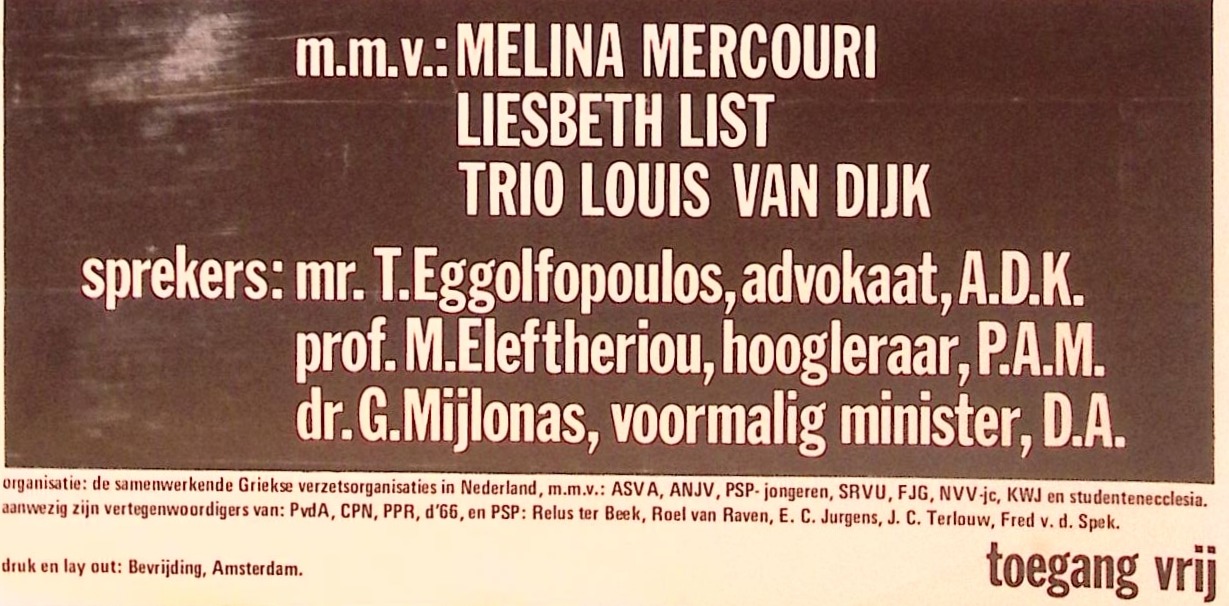 m.m.v.: MELINA MERCOURI
LIESBETH LIST
TRIO LOUIS VAN DIJK
sprekers: mr. T.Eggolfopoulos, advokaat, A.D.K.
prof. M.Eleftheriou, hoogleraar, P.A.M.
dr. G.Mijlonas, voormalig minister, D.A.
organisatie: de samenwerkende Griekse verzetsorganisaties in Nederland, m.m.v.: ASVA, ANJV, PSP- jongeren, SRVU, FJG, NVV-jc, KWJ en studentenecclesia.
aanwezig zijn vertegenwoordigers van: PvdA, CPN, PPR, d'66, en PSP: Relus ter Beek, Roel van Raven, E. C. Jurgens, J. C. Terlouw, Fred v. d. Spek.
druk en lay out: Bevrijding, Amsterdam.
toegang vrij